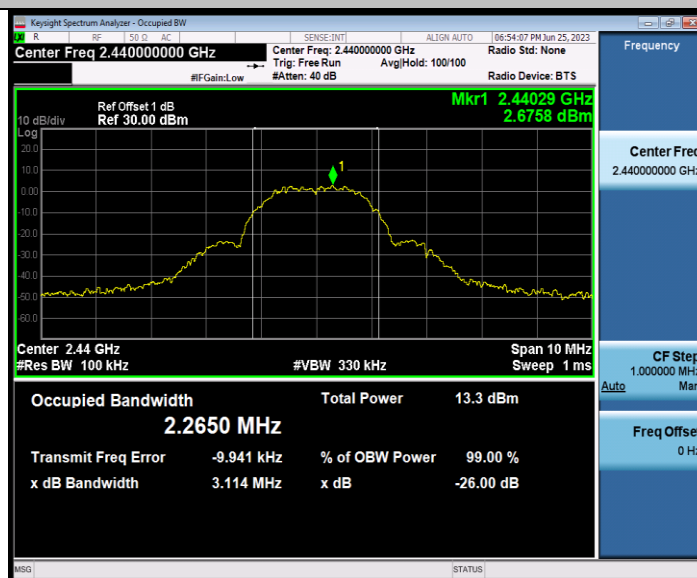 Keysight Spectrum Analyzer - Occupied BW
LXI R RF 50 Ω AC SENSE:INT ALIGN AUTO 06:54:07 PM Jun 25, 2023
Center Freq 2.440000000 GHz
Center Freq: 2.440000000 GHz
Radio Std: None
Trig: Free Run Avg|Hold: 100/100
#IFGain:Low #Atten: 40 dB Radio Device: BTS
Mkr1 2.44029 GHz
2.6758 dBm
Ref Offset 1 dB
10 dB/div Ref 30.00 dBm
Log
20.0
10.0
0.00
-10.0
-20.0
-30.0
-40.0
-50.0
-60.0
1
Center 2.44 GHz Span 10 MHz
#Res BW 100 kHz #VBW 330 kHz Sweep 1 ms
Occupied Bandwidth Total Power 13.3 dBm
2.2650 MHz
Transmit Freq Error -9.941 kHz % of OBW Power 99.00 %
x dB Bandwidth 3.114 MHz x dB -26.00 dB
MSG STATUS
Frequency
Center Freq
2.440000000 GHz
CF Step
1.000000 MHz
Auto Man
Freq Offset
0 Hz